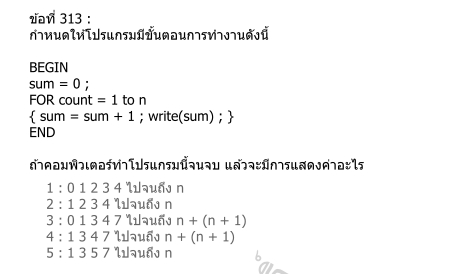 ข้อที่ 313 :
กำหนดให้โปรแกรมมีขั้นตอนการทำงานดังนี้
BEGIN
sum = 0 ;
FOR count = 1 to n
{ sum = sum + 1 ; write(sum) ; }
END
ถ้าคอมพิวเตอร์ทำโปรแกรมนี้จนจบ แล้วจะมีการแสดงค่าอะไร
1 : 0 1 2 3 4 ไปจนถึง n
2 : 1 2 3 4 ไปจนถึง n
3 : 0 1 3 4 7 ไปจนถึง n + (n + 1)
4 : 1 3 4 7 ไปจนถึง n + (n + 1)
5 : 1 3 5 7 ไปจนถึง n